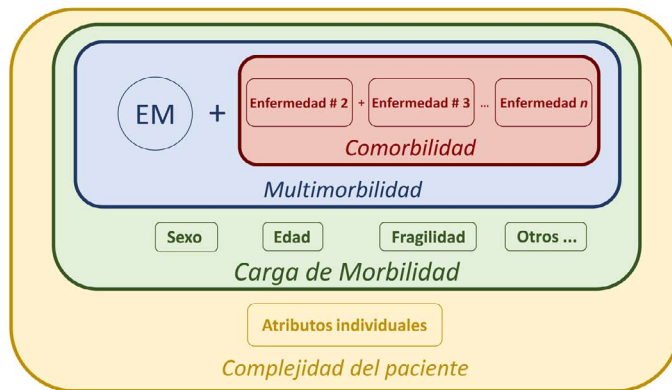 EM + Enfermedad # 2 + Enfermedad # 3 ... Enfermedad n
Comorbilidad
Multimorbilidad
Sexo Edad Fragilidad Otros ...
Carga de Morbilidad
Atributos individuales
Complejidad del paciente